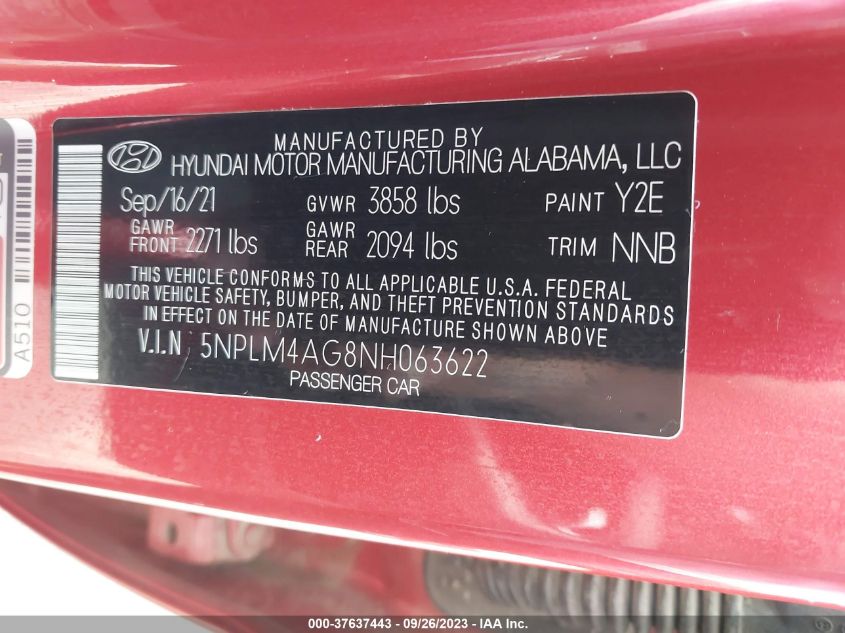 MANUFACTURED BY
HYUNDAI MOTOR MANUFACTURING ALABAMA, LLC
Sep/16/21 GVWR 3858 lbs PAINT Y2E
GAWR FRONT 2271 lbs GAWR REAR 2094 lbs TRIM NNB
THIS VEHICLE CONFORMS TO ALL APPLICABLE U.S.A. FEDERAL
MOTOR VEHICLE SAFETY, BUMPER, AND THEFT PREVENTION STANDARDS
IN EFFECT ON THE DATE OF MANUFACTURE SHOWN ABOVE
V.I.N : 5NPLM4AG8NH063622
PASSENGER CAR
A510
000-37637443 - 09/26/2023 - IAA Inc.